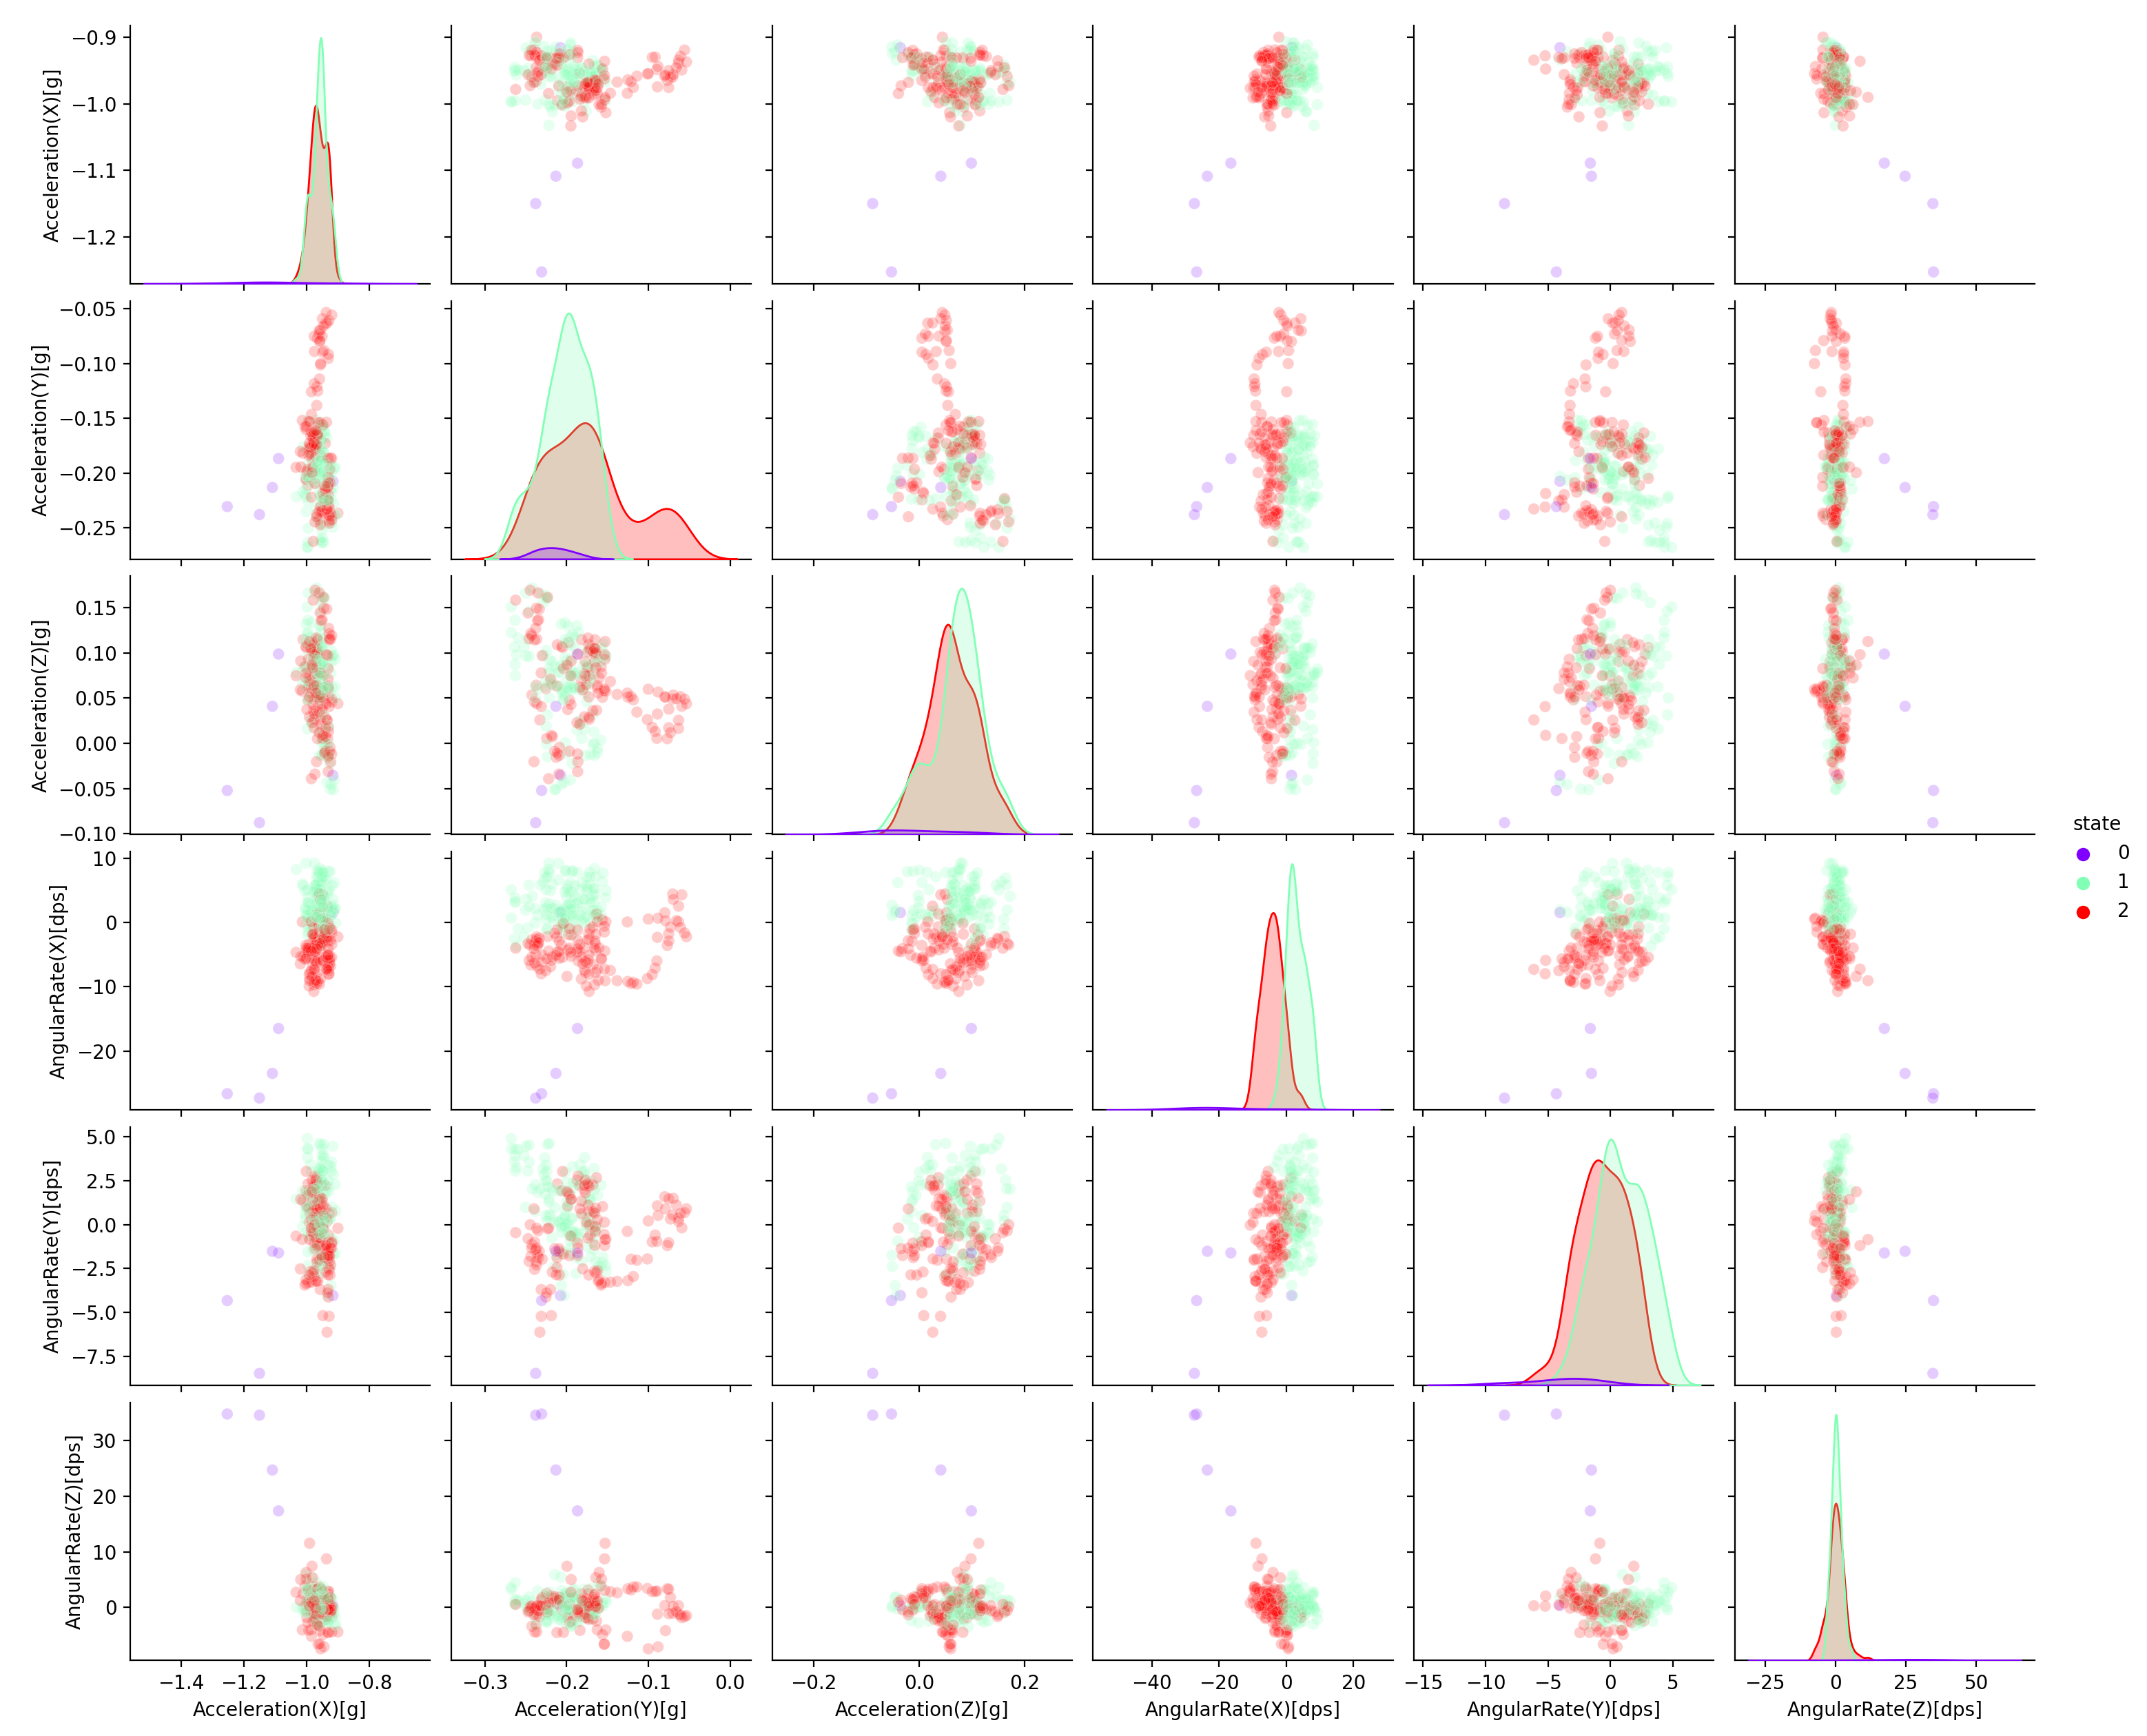 Acceleration(X)[g]
−0.9
−1.0
−1.1
−1.2
Acceleration(Y)[g]
−0.05
−0.10
−0.15
−0.20
−0.25
Acceleration(Z)[g]
0.15
0.10
0.05
0.00
−0.05
−0.10
AngularRate(X)[dps]
10
0
−10
−20
AngularRate(Y)[dps]
5.0
2.5
0.0
−2.5
−5.0
−7.5
AngularRate(Z)[dps]
30
20
10
0
−1.4 −1.2 −1.0 −0.8
Acceleration(X)[g]
−0.3 −0.2 −0.1 0.0
Acceleration(Y)[g]
−0.2 0.0 0.2
Acceleration(Z)[g]
−40 −20 0 20
AngularRate(X)[dps]
−15 −10 −5 0 5
AngularRate(Y)[dps]
−25 0 25 50
AngularRate(Z)[dps]
state
0
1
2